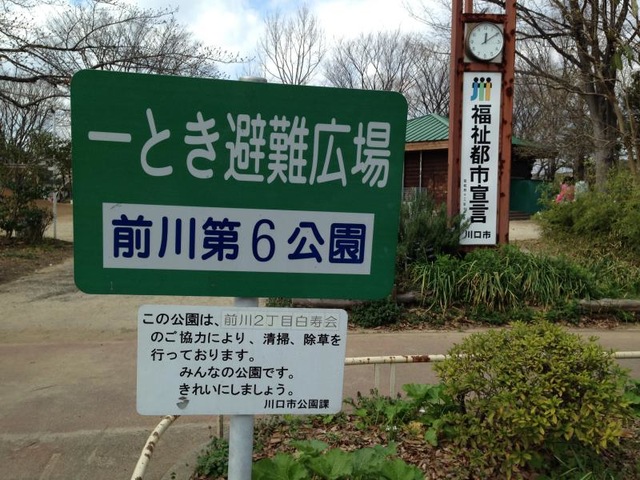 一とき避難広場
前川第6公園
この公園は、前川2丁目白寿会
のご協力により、清掃、除草を
行っております。
みんなの公園です。
きれいにしましょう。
川口市公園課
福祉都市宣言
川口市